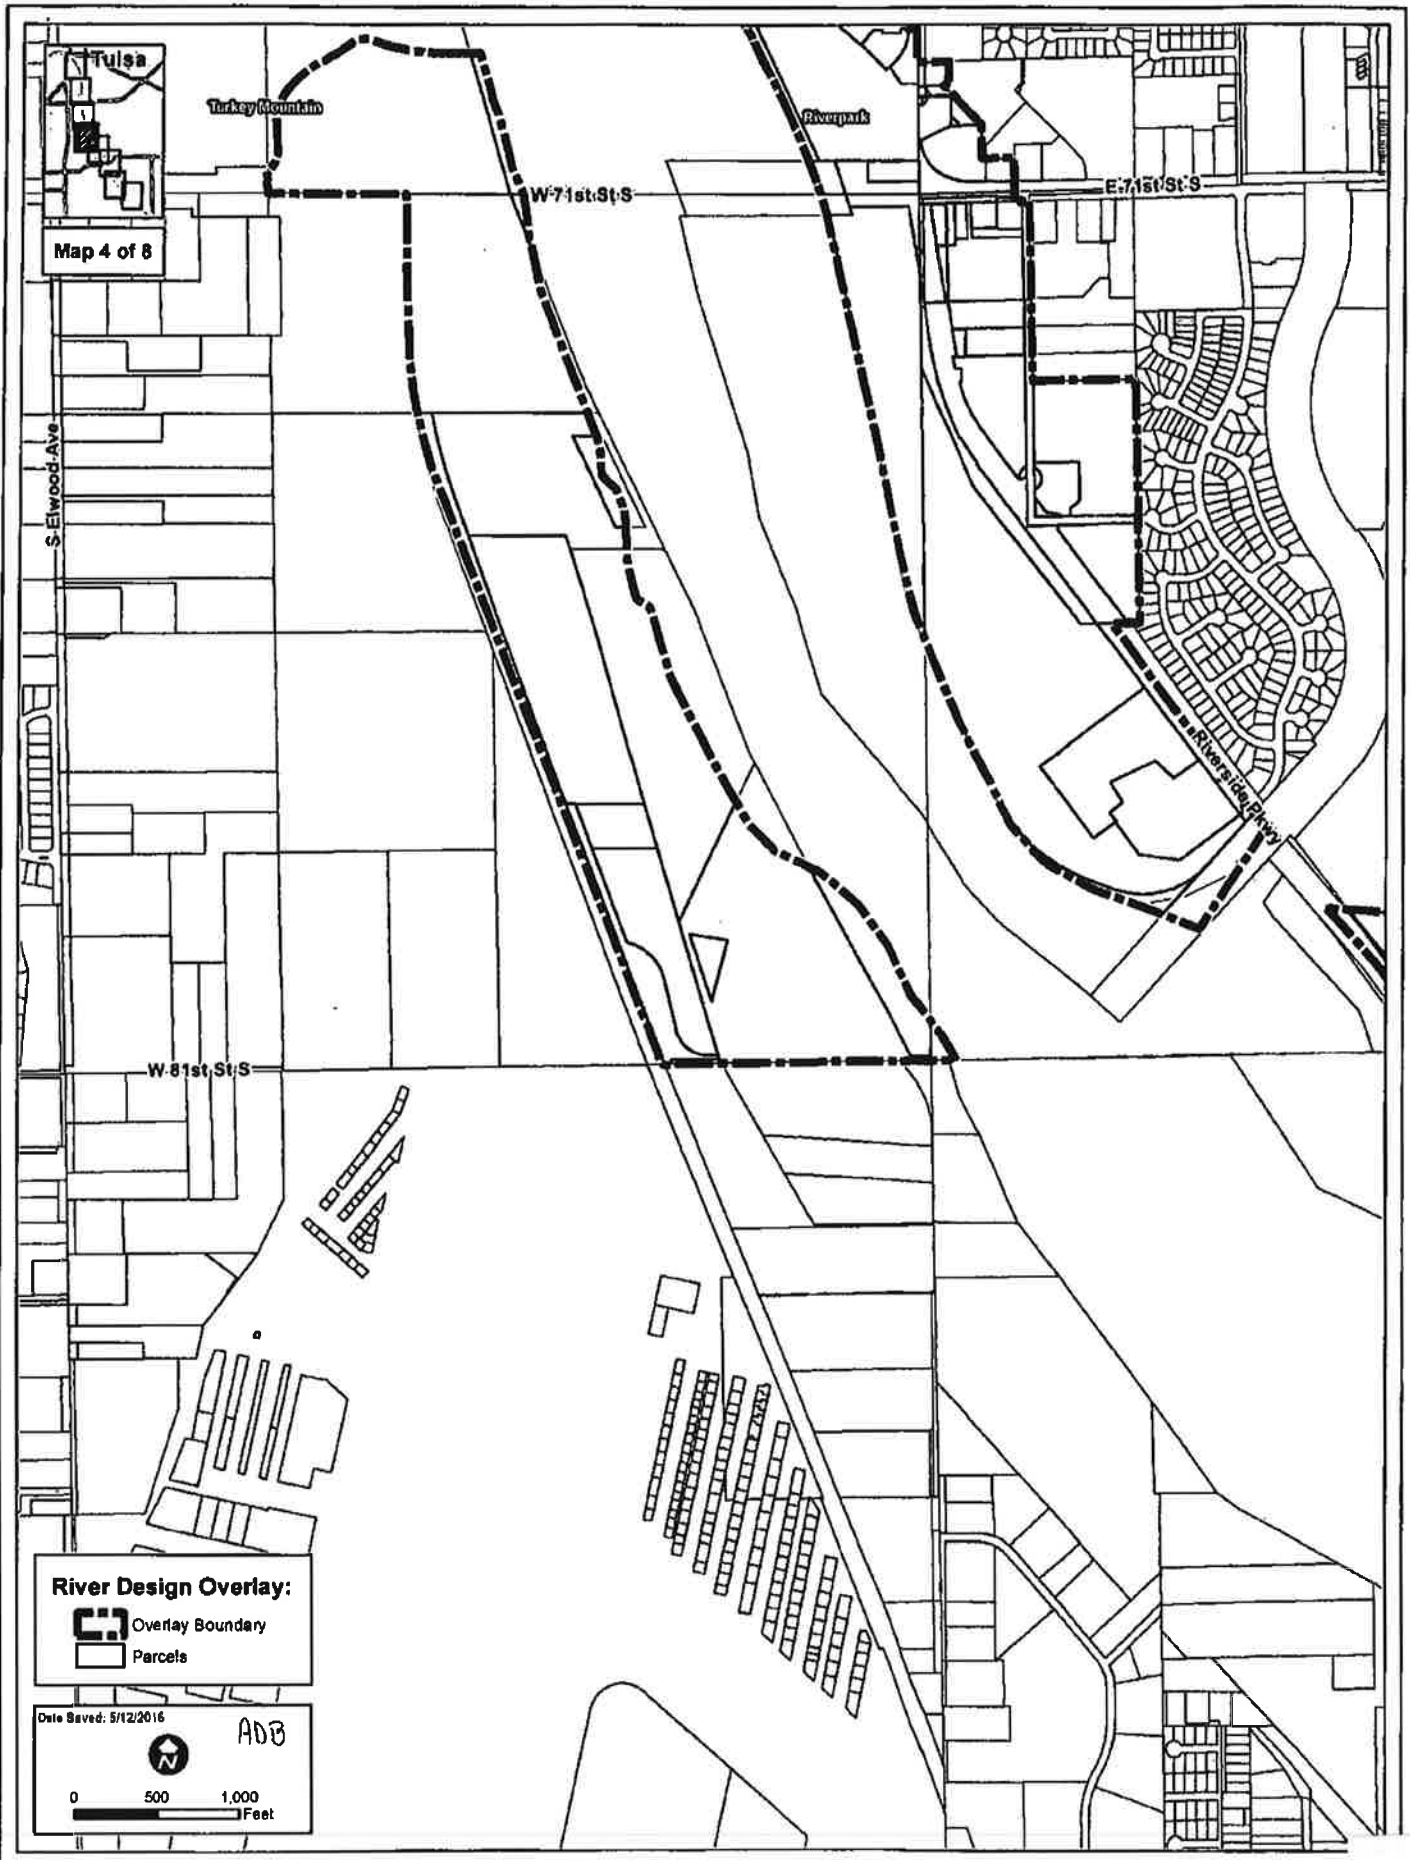 Tulsa
Turkey Mountain
Riverpark
W 71st St S
E 71st St S
Map 4 of 8
S Elwood Ave
Riverside Pkwy
W 81st St S
River Design Overlay:
Overlay Boundary
Parcels
Date Saved: 5/12/2016
ADB
N
0 500 1,000
Feet